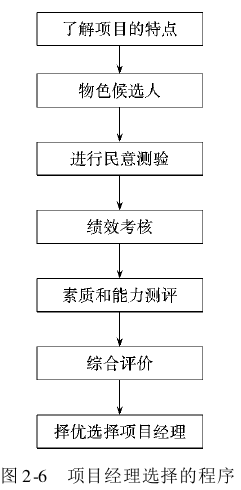 了解项目的特点
物色候选人
进行民意测验
绩效考核
素质和能力测评
综合评价
择优选择项目经理
图 2-6 项目经理选择的程序